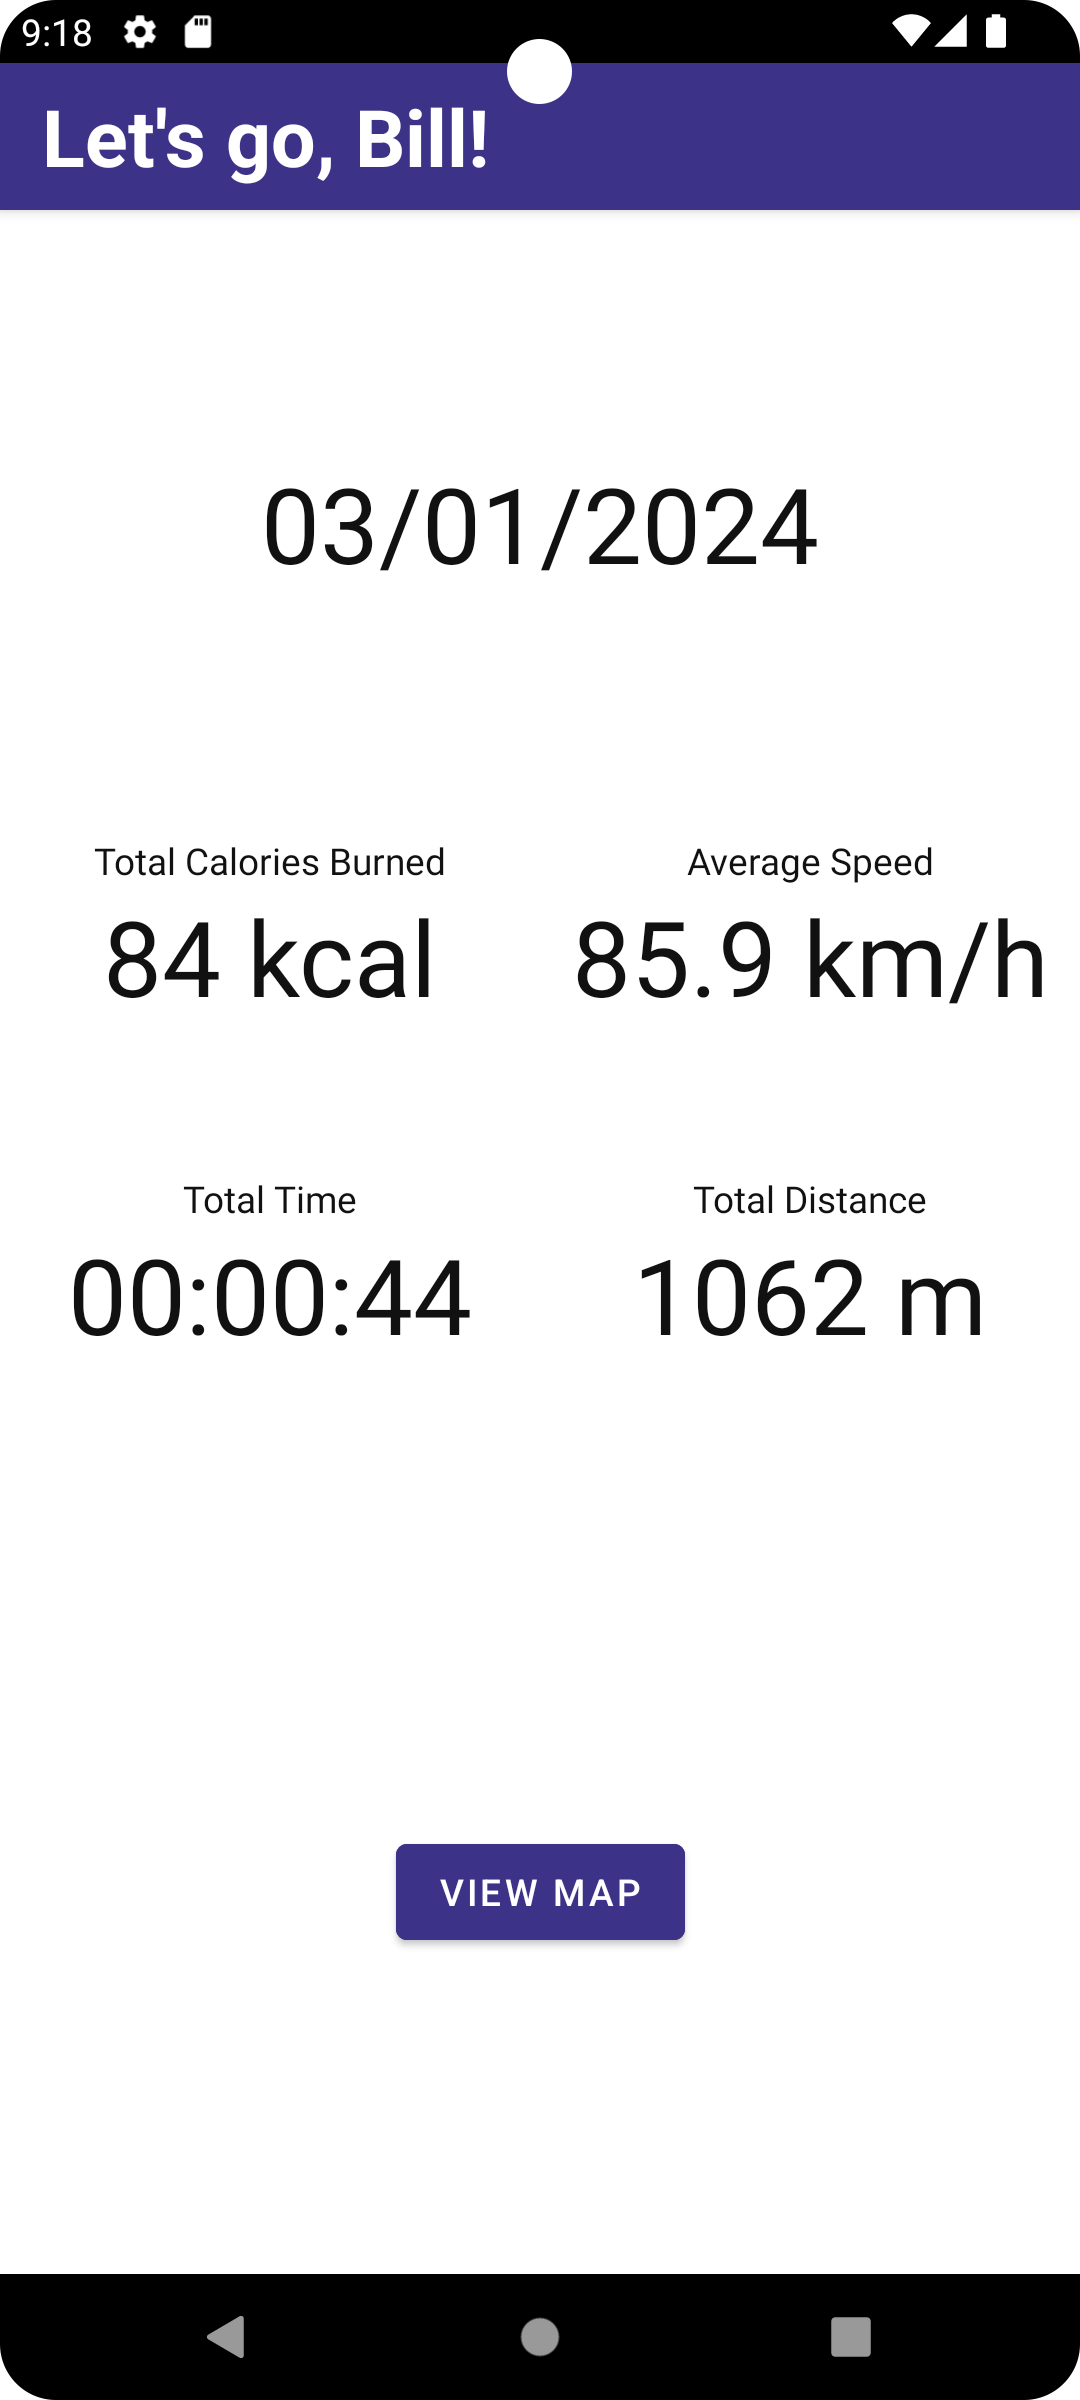 9:18
Let's go, Bill!
03/01/2024
Total Calories Burned
84 kcal
Average Speed
85.9 km/h
Total Time
00:00:44
Total Distance
1062 m
VIEW MAP